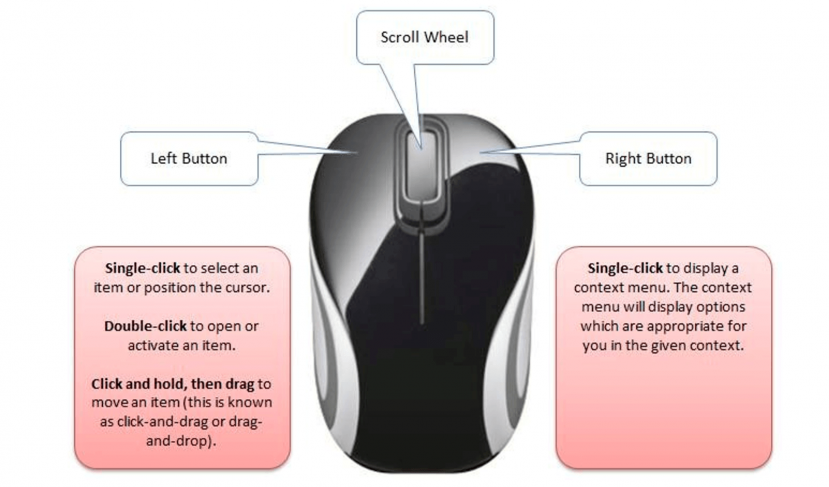 Scroll Wheel
Left Button
Right Button
Single-click to select an
item or position the cursor.
Double-click to open or
activate an item.
Click and hold, then drag to
move an item (this is known
as click-and-drag or drag-
and-drop).
Single-click to display a
context menu. The context
menu will display options
which are appropriate for
you in the given context.